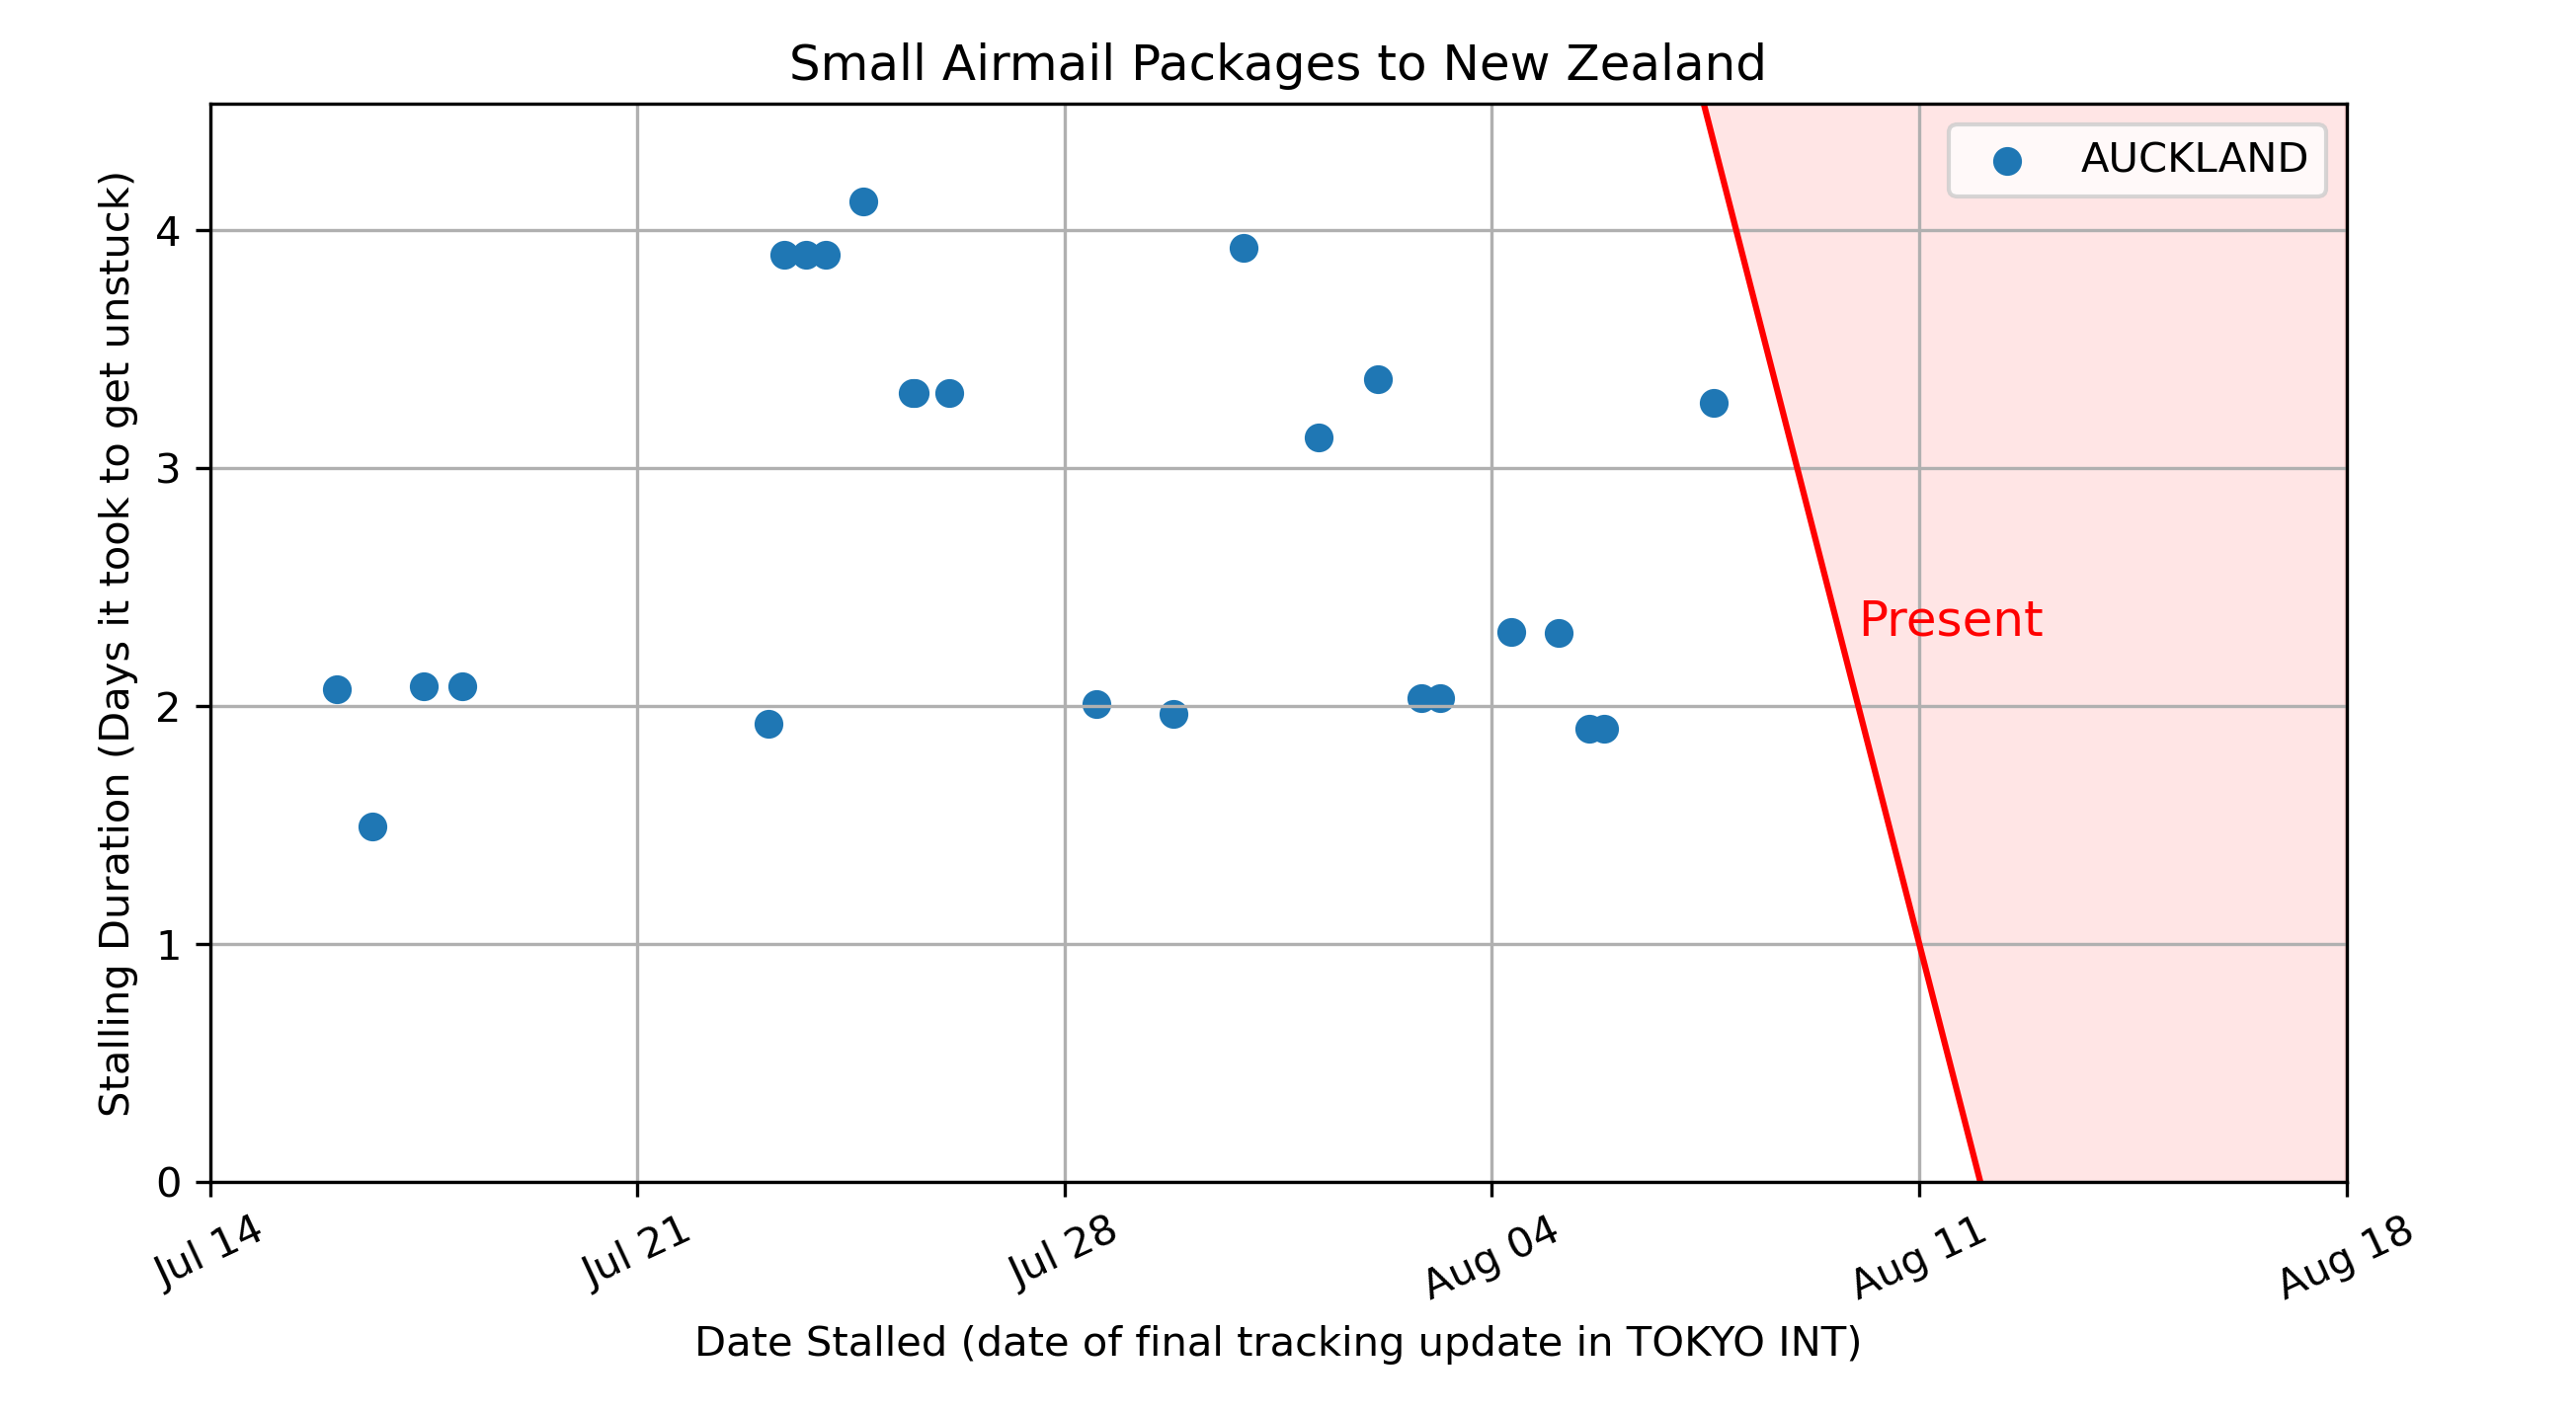 Small Airmail Packages to New Zealand
AUCKLAND
Stalling Duration (Days it took to get unstuck)
4
3
2
1
0
Present
Jul 14
Jul 21
Jul 28
Aug 04
Aug 11
Aug 18
Date Stalled (date of final tracking update in TOKYO INT)